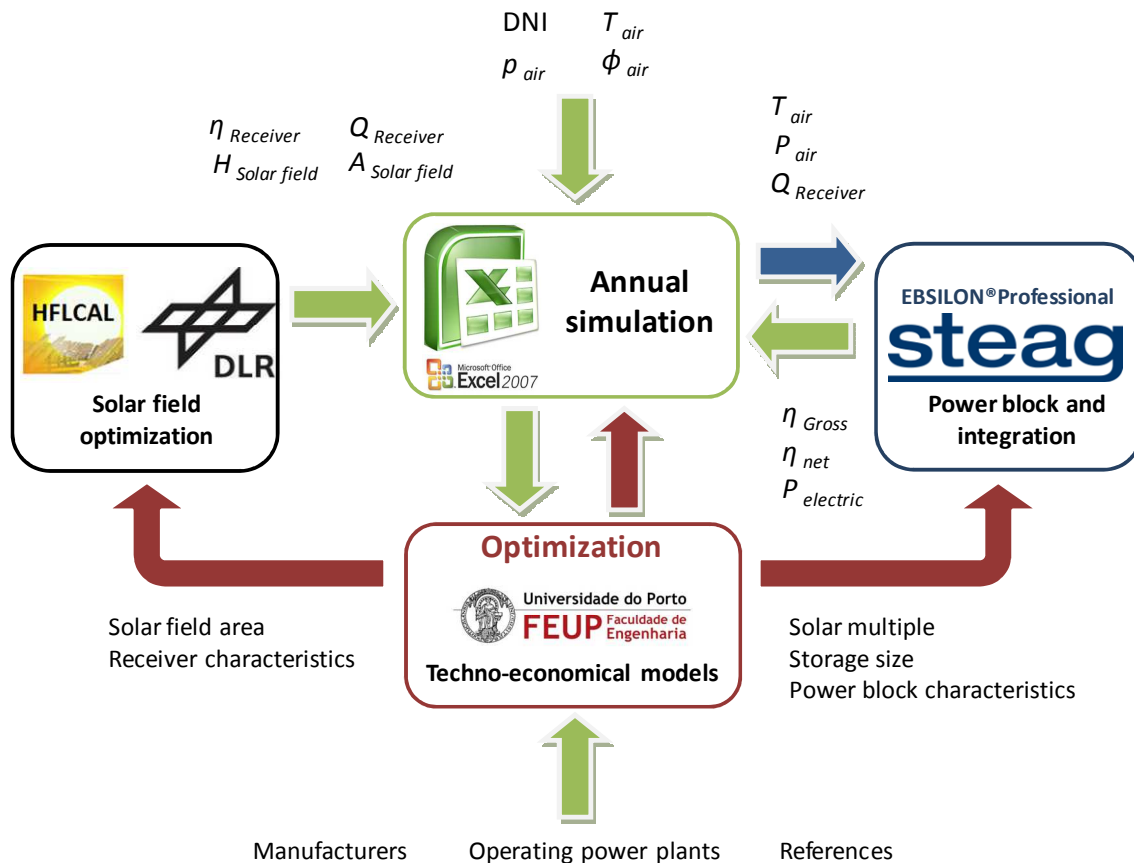 DNI T air
p air ϕ air
η Receiver Q Receiver
H Solar field A Solar field
T air
P air
Q Receiver
HFLCAL
DLR
Solar field
optimization
Annual
simulation
Microsoft Office
Excel 2007
EBSILON®Professional
steag
Power block and
integration
η Gross
η net
P electric
Optimization
Universidade do Porto
FEUP Faculdade de
Engenharia
Techno-economical models
Solar field area
Receiver characteristics
Solar multiple
Storage size
Power block characteristics
Manufacturers Operating power plants References